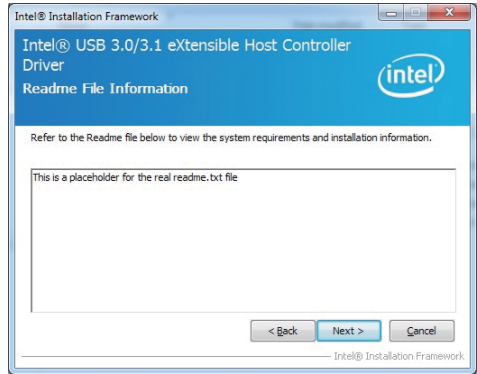 Intel® Installation Framework
Intel® USB 3.0/3.1 eXtensible Host Controller
Driver
Readme File Information
intel®
Refer to the Readme file below to view the system requirements and installation information.
This is a placeholder for the real readme.txt file
< Back
Next >
Cancel
Intel® Installation Framework